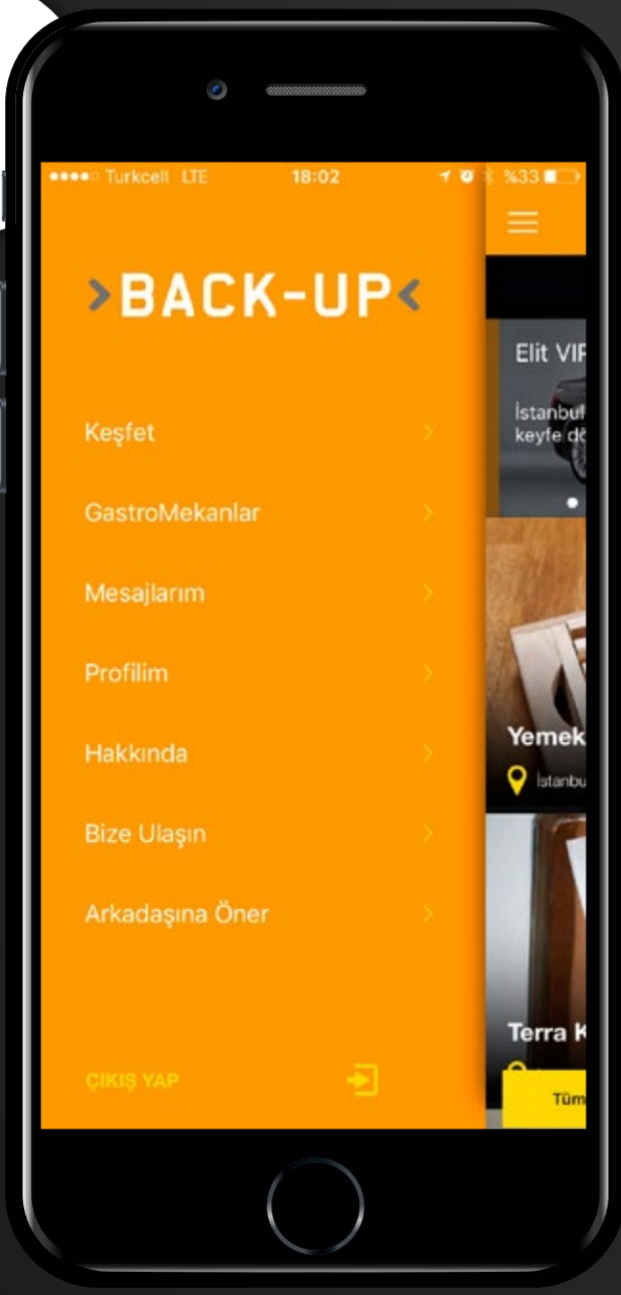 Turkcell LTE 18:02 %33
>BACK-UP<
Keşfet
GastroMekanlar
Mesajlarım
Profilim
Hakkında
Bize Ulaşın
Arkadaşına Öner
ÇIKIŞ YAP
Elit VIP
İstanbul
keyfe dö
Yemek
İstanbu
Terra K
Tüm